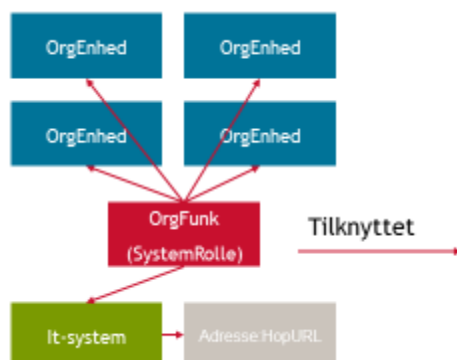 OrgEnhed OrgEnhed
OrgEnhed OrgEnhed
OrgFunk
(SystemRolle)
Tilknyttet
It-system Adresse:HopURL